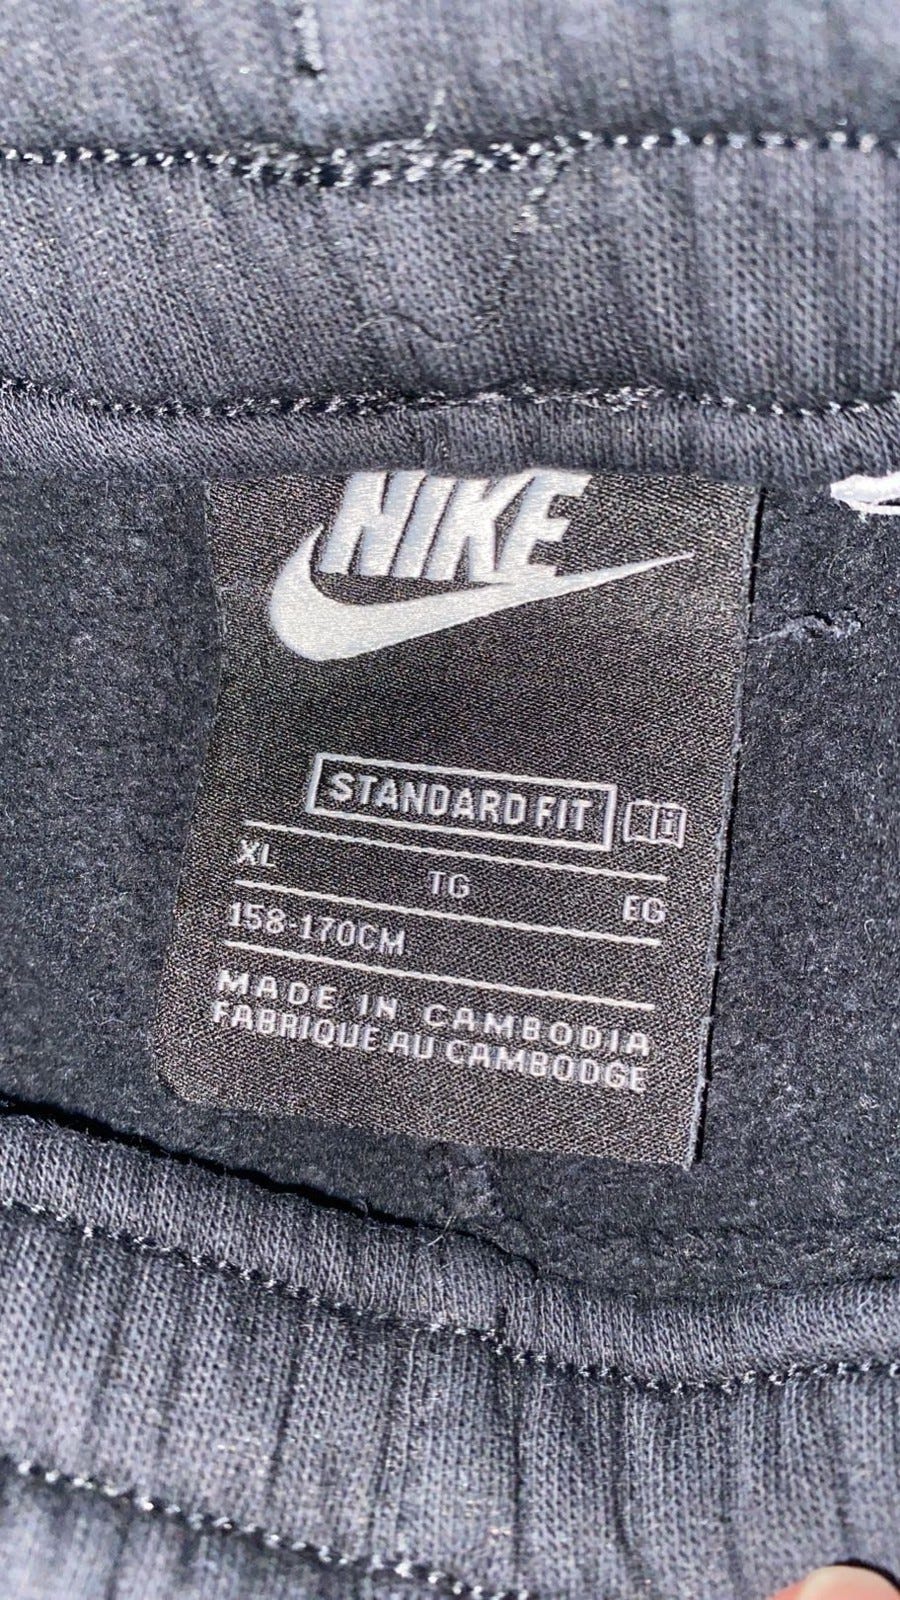 NIKE
STANDARD FIT
XL TG EG
158-170CM
MADE IN CAMBODIA
FABRIQUE AU CAMBODGE